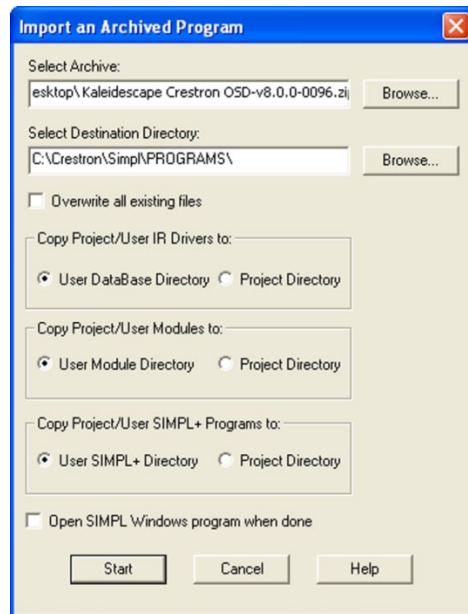 Import an Archived Program
Select Archive:
esktop\Kaleidescape Crestron OSD-v8.0.0-0096.zip
Browse...
Select Destination Directory:
C:\Crestron\Simpl\PROGRAMS\
Browse...
Overwrite all existing files
Copy Project/User IR Drivers to:
User DataBase Directory
Project Directory
Copy Project/User Modules to:
User Module Directory
Project Directory
Copy Project/User SIMPL+ Programs to:
User SIMPL+ Directory
Project Directory
Open SIMPL Windows program when done
Start
Cancel
Help